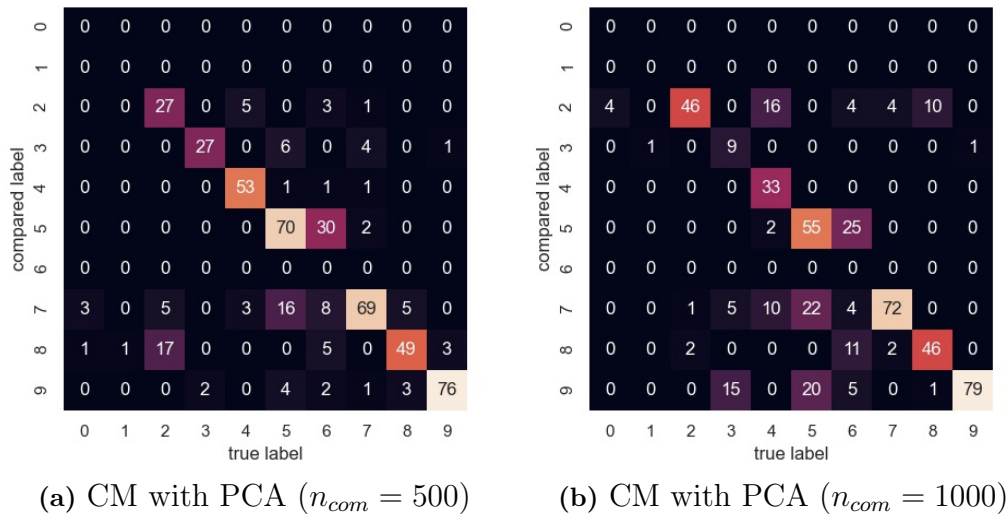 0 0 0 0 0 0 0 0 0 0 0
1 0 0 0 0 0 0 0 0 0 0
2 0 0 27 0 5 0 3 1 0 0
3 0 0 0 27 0 6 0 4 0 1
4 0 0 0 0 53 1 1 1 0 0
5 0 0 0 0 0 70 30 2 0 0
6 0 0 0 0 0 0 0 0 0 0
7 3 0 5 0 3 16 8 69 5 0
8 1 1 17 0 0 0 5 0 49 3
9 0 0 0 2 0 4 2 1 3 76
0 1 2 3 4 5 6 7 8 9
compared label
true label
(a) CM with PCA (n_com = 500)
0 0 0 0 0 0 0 0 0 0 0
1 0 0 0 0 0 0 0 0 0 0
2 4 0 46 0 16 0 4 4 10 0
3 0 1 0 9 0 0 0 0 0 1
4 0 0 0 0 33 0 0 0 0 0
5 0 0 0 0 2 55 25 0 0 0
6 0 0 0 0 0 0 0 0 0 0
7 0 0 1 5 10 22 4 72 0 0
8 0 0 2 0 0 0 11 2 46 0
9 0 0 0 15 0 20 5 0 1 79
0 1 2 3 4 5 6 7 8 9
compared label
true label
(b) CM with PCA (n_com = 1000)